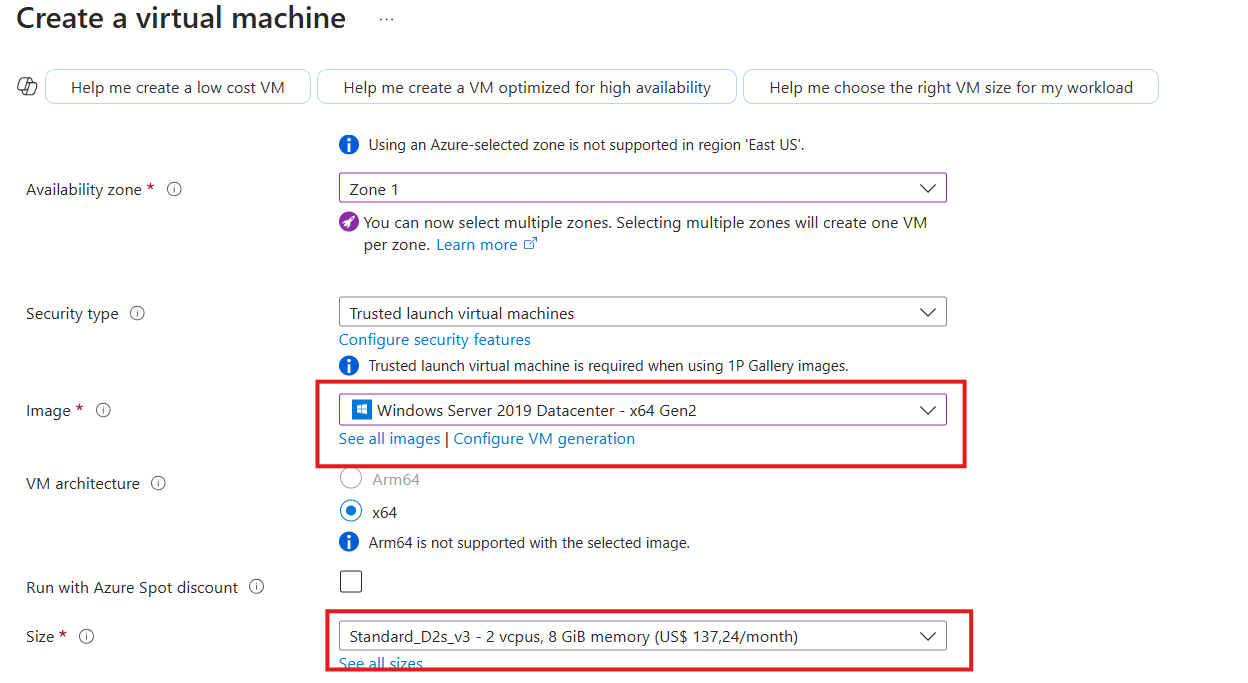 Create a virtual machine ...
Help me create a low cost VM
Help me create a VM optimized for high availability
Help me choose the right VM size for my workload
Using an Azure-selected zone is not supported in region 'East US'.
Availability zone *
Zone 1
You can now select multiple zones. Selecting multiple zones will create one VM
per zone. Learn more
Security type
Trusted launch virtual machines
Configure security features
Trusted launch virtual machine is required when using 1P Gallery images.
Image *
Windows Server 2019 Datacenter - x64 Gen2
See all images | Configure VM generation
VM architecture
Arm64
x64
Arm64 is not supported with the selected image.
Run with Azure Spot discount
Size *
Standard_D2s_v3 - 2 vcpus, 8 GiB memory (US$ 137,24/month)
See all sizes